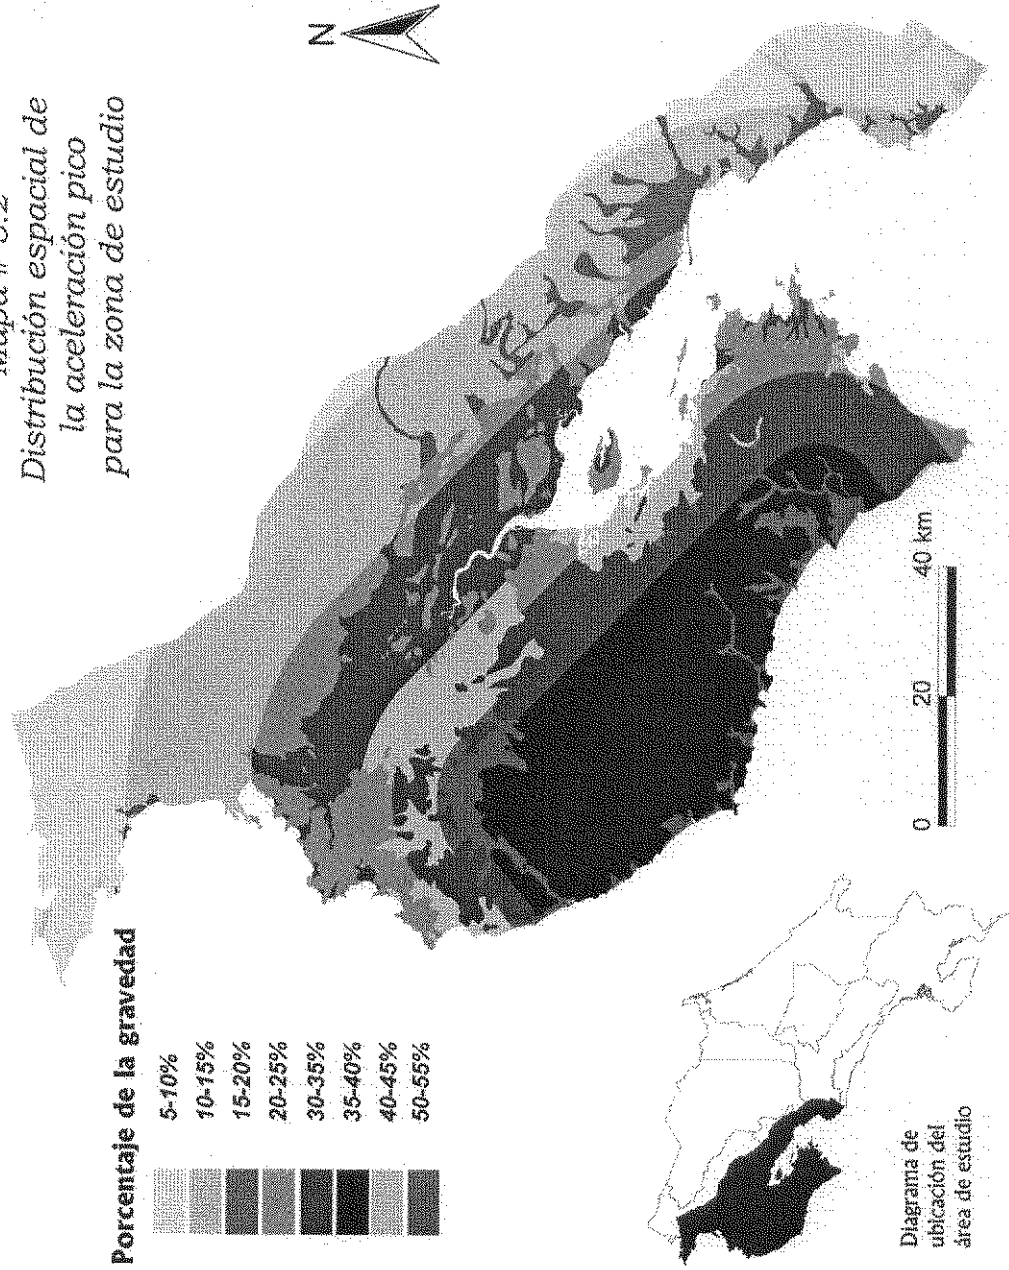 Distribución espacial de
la aceleración pico
para la zona de estudio
N
Porcentaje de la gravedad
5-10%
10-15%
15-20%
20-25%
30-35%
35-40%
40-45%
50-55%
0 20 40 km
Diagrama de
ubicación del
área de estudio